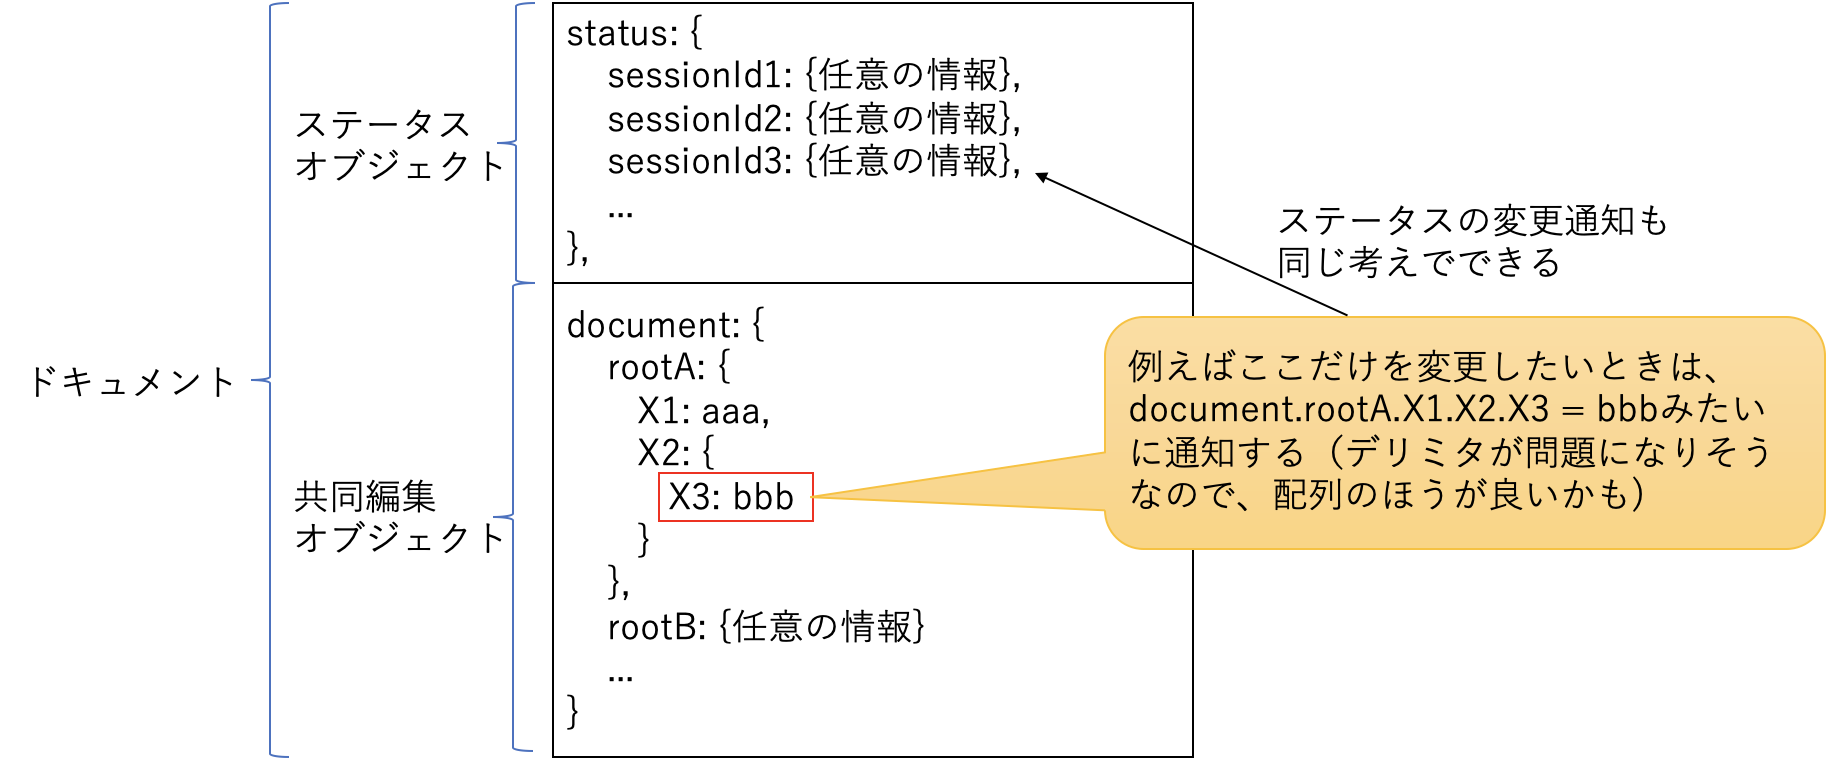 ドキュメント
ステータス
オブジェクト
共同編集
オブジェクト
status: {
sessionId1: {任意の情報},
sessionId2: {任意の情報},
sessionId3: {任意の情報},
...
},
document: {
rootA: {
X1: aaa,
X2: {
X3: bbb
}
},
rootB: {任意の情報}
...
}
ステータスの変更通知も
同じ考えでできる
例えばここだけを変更したいときは、
document.rootA.X1.X2.X3 = bbbみたい
に通知する（デリミタが問題になりそう
なので、配列のほうが良いかも）